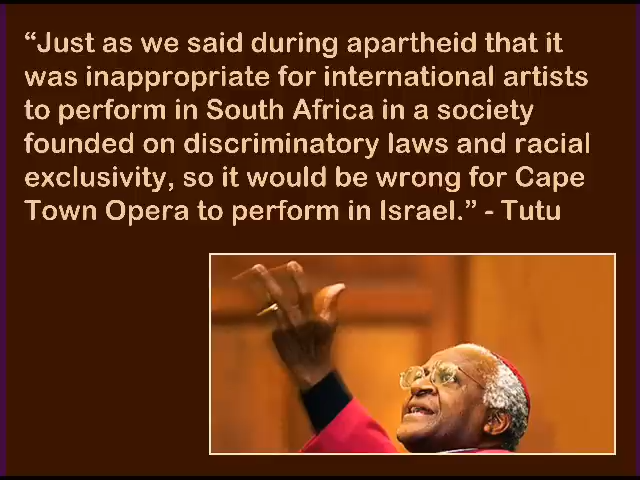 “Just as we said during apartheid that it
was inappropriate for international artists
to perform in South Africa in a society
founded on discriminatory laws and racial
exclusivity, so it would be wrong for Cape
Town Opera to perform in Israel.” - Tutu